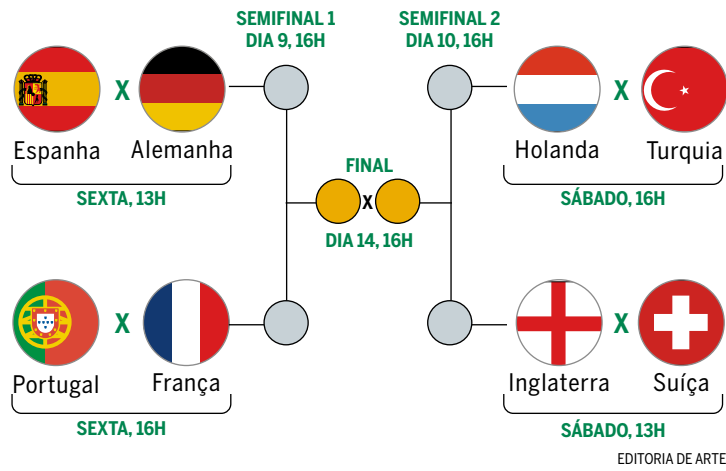 SEMIFINAL 1
DIA 9, 16H
SEMIFINAL 2
DIA 10, 16H
X
Espanha
Alemanha
SEXTA, 13H
X
Holanda
Turquia
SÁBADO, 16H
FINAL
X
DIA 14, 16H
X
Portugal
França
SEXTA, 16H
X
Inglaterra
Suíça
SÁBADO, 13H
EDITORIA DE ARTE